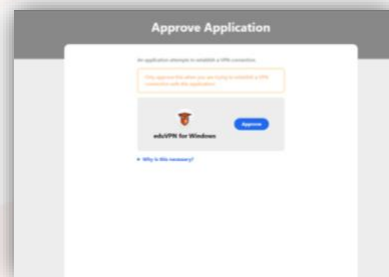 Approve Application
An application attempts to establish a VPN connection.
Only approve this when you are trying to establish a VPN
connection with this application!
eduVPN for Windows
Approve
Why is this necessary?